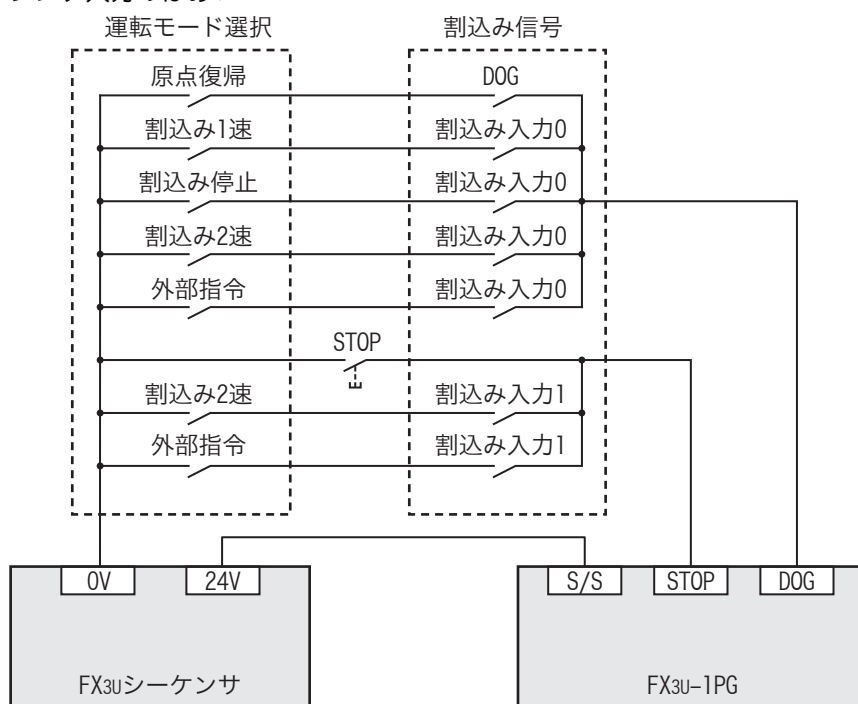 運転モード選択 割込み信号
原点復帰 DOG
割込み1速 割込み入力0
割込み停止 割込み入力0
割込み2速 割込み入力0
外部指令 割込み入力0
STOP
割込み2速 割込み入力1
外部指令 割込み入力1
0V 24V S/S STOP DOG
FX3Uシーケンサ FX3U-1PG